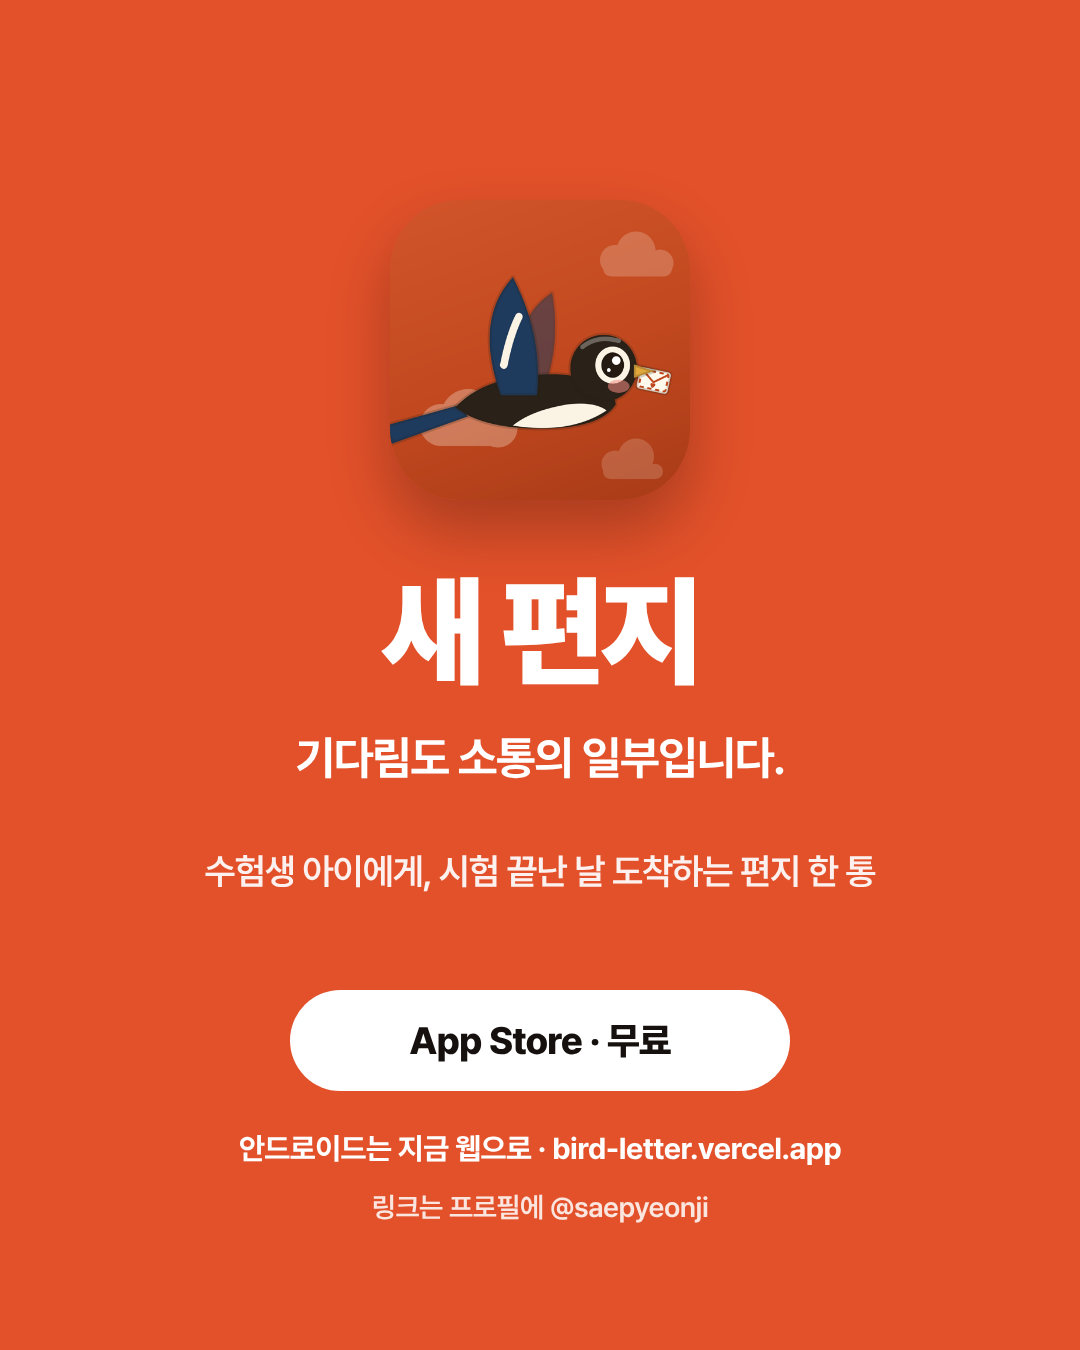 새 편지
기다림도 소통의 일부입니다.
수험생 아이에게, 시험 끝난 날 도착하는 편지 한 통
App Store · 무료
안드로이드는 지금 웹으로 · bird-letter.vercel.app
링크는 프로필에 @saepyeonji